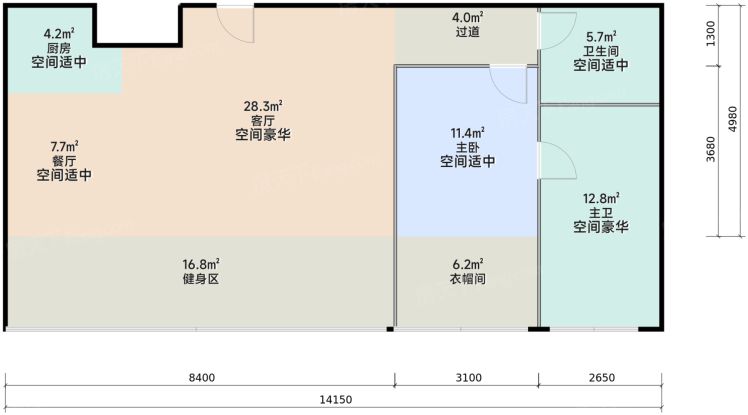 4.2㎡
厨房
空间适中
4.0㎡
过道
5.7㎡
卫生间
空间适中
28.3㎡
客厅
空间豪华
7.7㎡
餐厅
空间适中
11.4㎡
主卧
空间适中
12.8㎡
主卫
空间豪华
16.8㎡
健身区
6.2㎡
衣帽间
1300
3680
4980
8400
3100
2650
14150